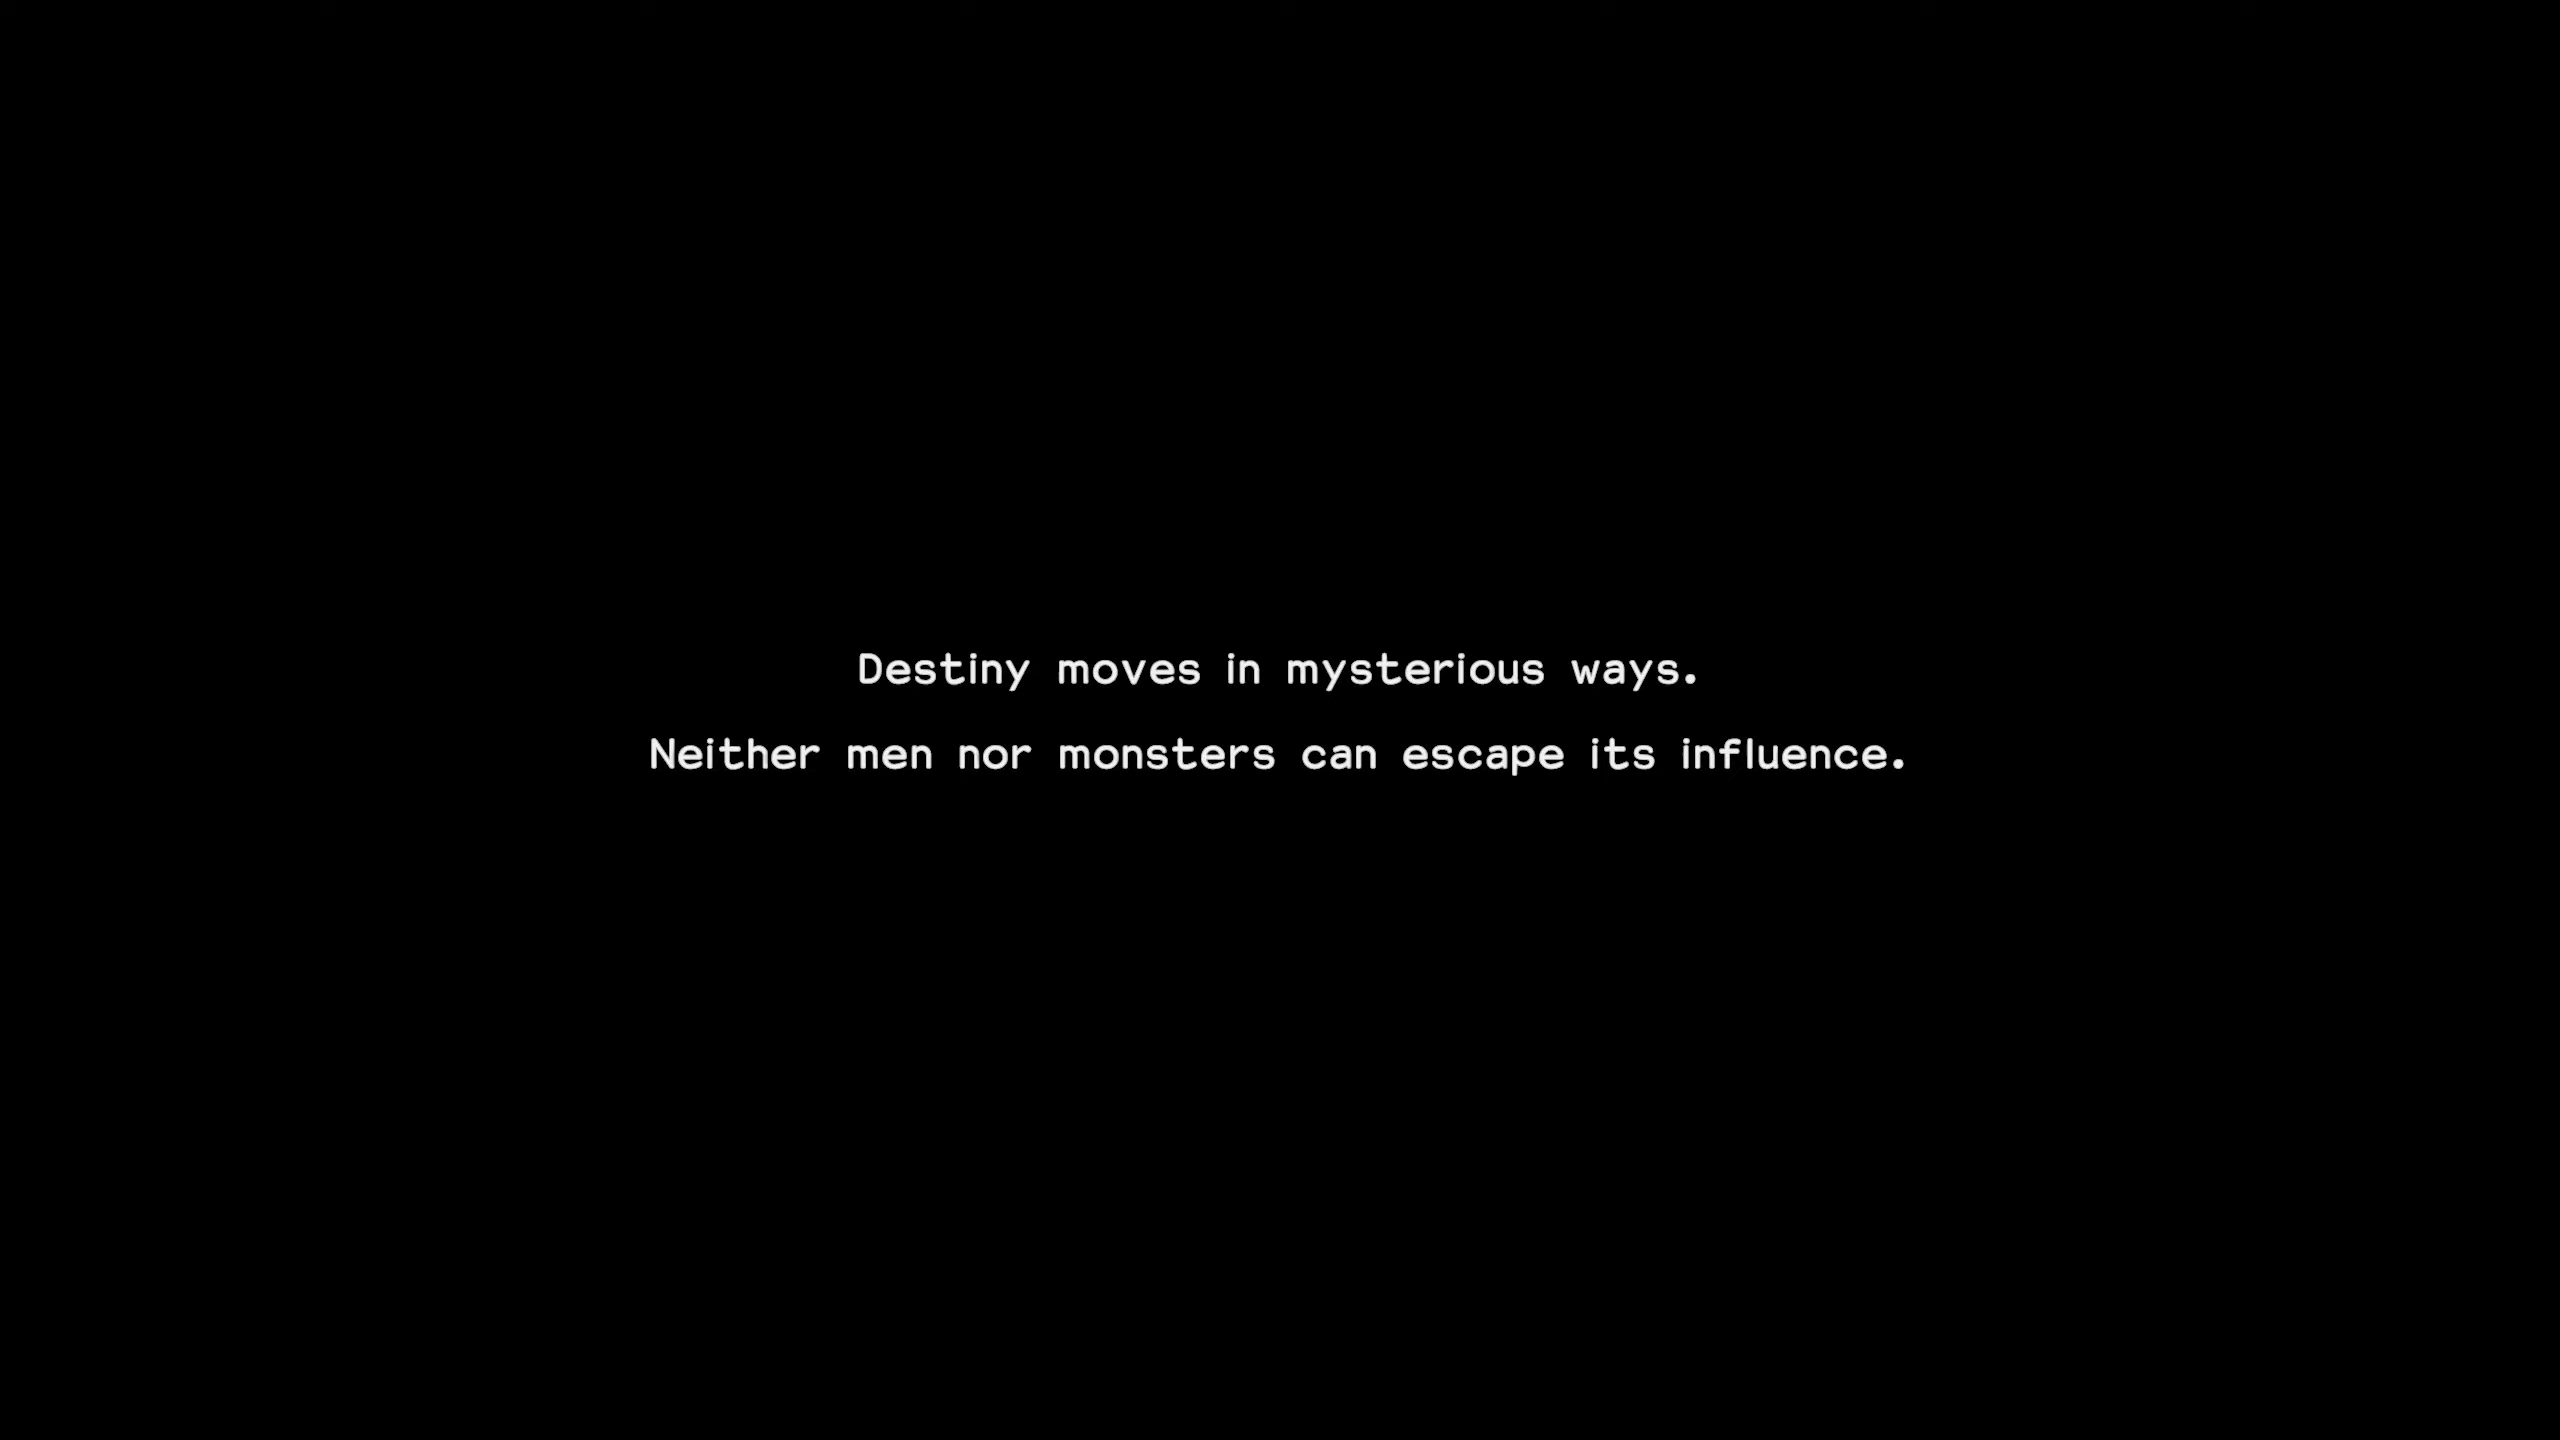 Destiny moves in mysterious ways.
Neither men nor monsters can escape its influence.